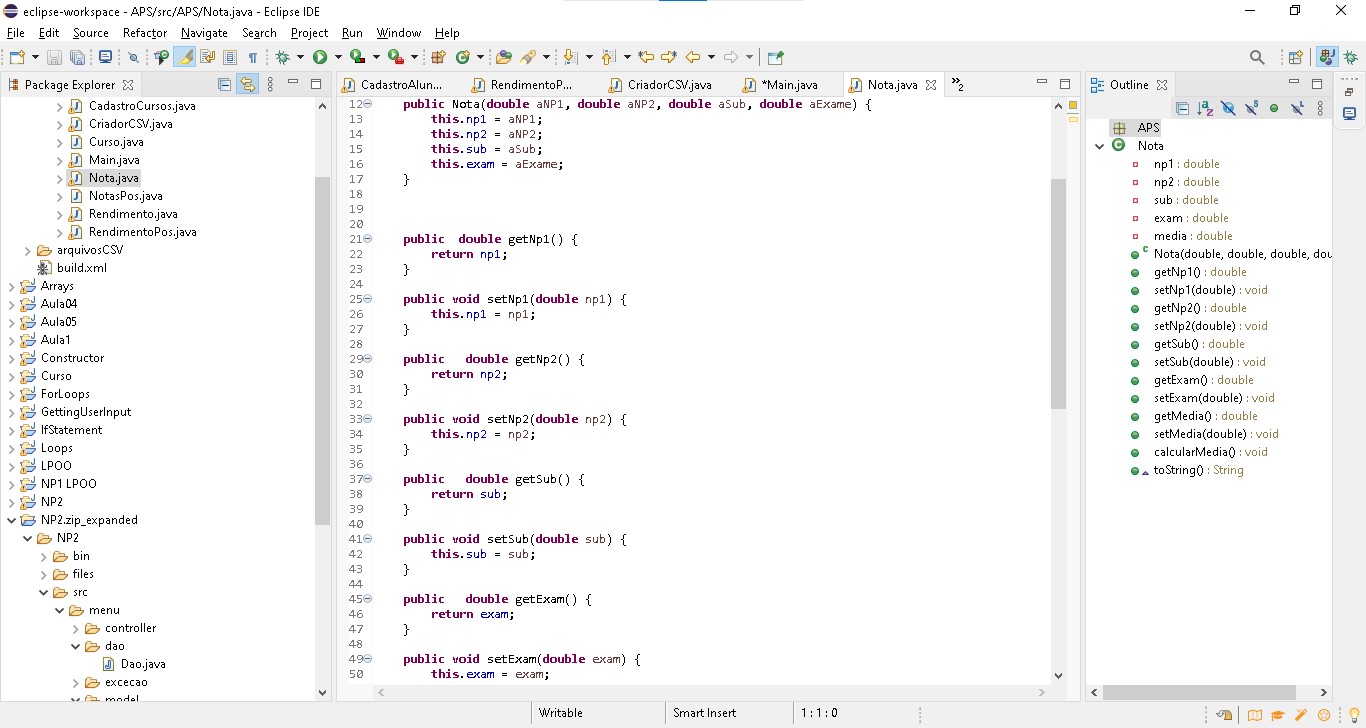 eclipse-workspace - APS/src/APS/Nota.java - Eclipse IDE
File Edit Source Refactor Navigate Search Project Run Window Help
Package Explorer
CadastroCursos.java
CriadorCSV.java
Curso.java
Main.java
Nota.java
NotasPos.java
Rendimento.java
RendimentoPos.java
arquivosCSV
build.xml
Arrays
Aula04
Aula05
Aula1
Constructor
Curso
ForLoops
GettingUserInput
IfStatement
Loops
LPOO
NP1 LPOO
NP2
NP2.zip_expanded
NP2
bin
files
src
menu
controller
dao
Dao.java
excecao
model
CadastroAlun... RendimentoP... CriadorCSV.java *Main.java Nota.java »2
12 public Nota(double aNP1, double aNP2, double aSub, double aExame) {
13 this.np1 = aNP1;
14 this.np2 = aNP2;
15 this.sub = aSub;
16 this.exam = aExame;
17 }
18
19
20
21 public  double getNp1() {
22 return np1;
23 }
24
25 public void setNp1(double np1) {
26 this.np1 = np1;
27 }
28
29 public   double getNp2() {
30 return np2;
31 }
32
33 public void setNp2(double np2) {
34 this.np2 = np2;
35 }
36
37 public   double getSub() {
38 return sub;
39 }
40
41 public void setSub(double sub) {
42 this.sub = sub;
43 }
44
45 public   double getExam() {
46 return exam;
47 }
48
49 public void setExam(double exam) {
50 this.exam = exam;
Outline
APS
Nota
np1 : double
np2 : double
sub : double
exam : double
media : double
Nota(double, double, double, dou
getNp1() : double
setNp1(double) : void
getNp2() : double
setNp2(double) : void
getSub() : double
setSub(double) : void
getExam() : double
setExam(double) : void
getMedia() : double
setMedia(double) : void
calcularMedia() : void
toString() : String
Writable Smart Insert 1 : 1 : 0